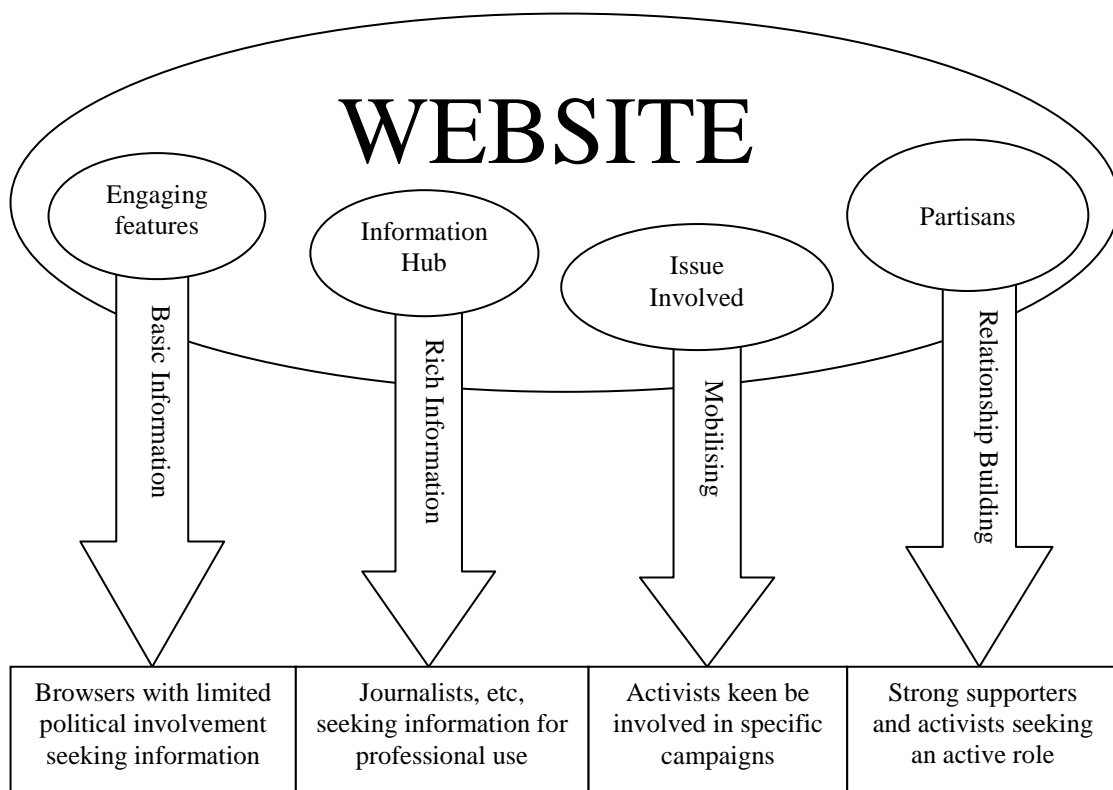 WEBSITE
Engaging
features
Information
Hub
Issue
Involved
Partisans
Basic Information
Rich Information
Mobilising
Relationship Building
Browsers with limited
political involvement
seeking information
Journalists, etc,
seeking information for
professional use
Activists keen be
involved in specific
campaigns
Strong supporters
and activists seeking
an active role